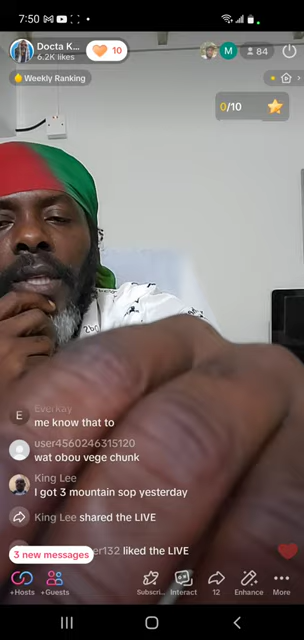 7:50
Docta K...
6.2K likes
10
M
84
Weekly Ranking
0/10
Everkay
E
me know that to
user4560246315120
wat obou vege chunk
King Lee
I got 3 mountain sop yesterday
King Lee shared the LIVE
3 new messages
er132 liked the LIVE
+Hosts
+Guests
Subscri...
Interact
12
Enhance
More